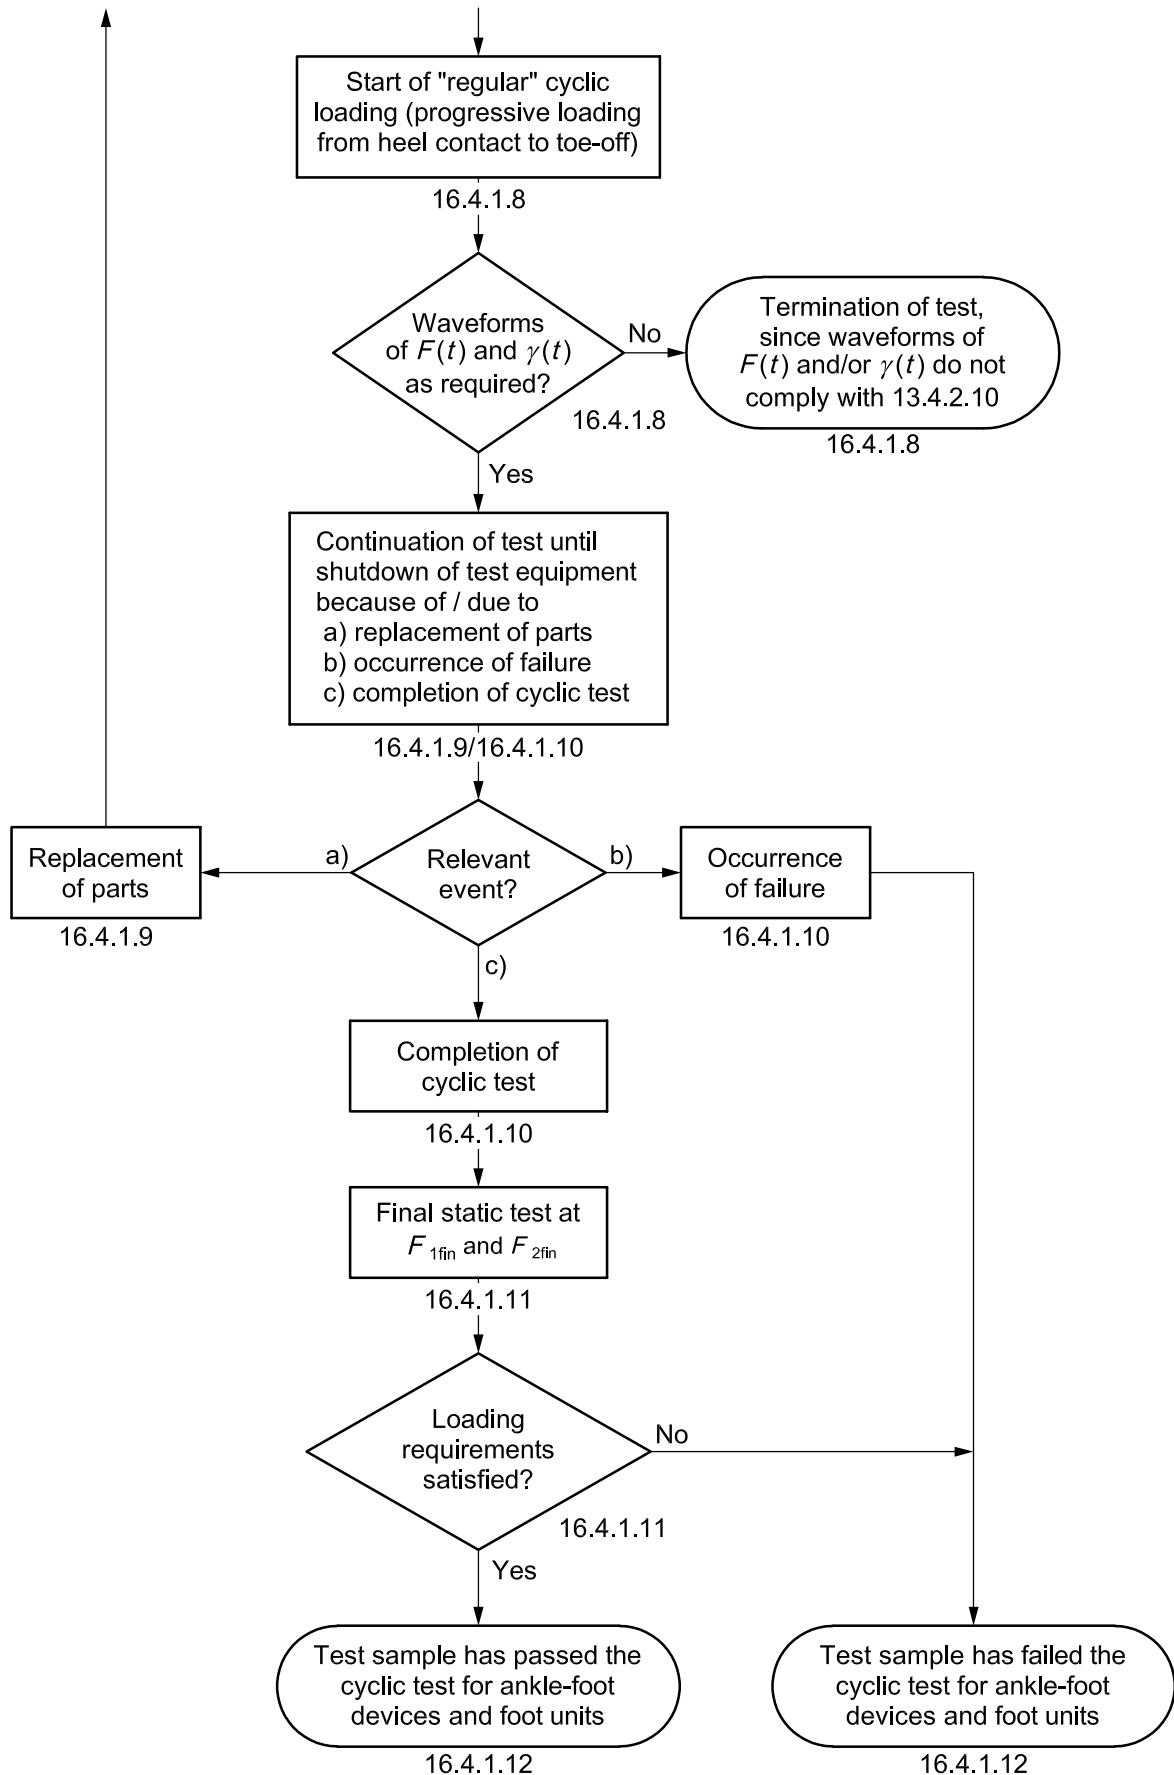 Start of "regular" cyclic
loading (progressive loading
from heel contact to toe-off)
16.4.1.8
Waveforms
of F(t) and γ(t)
as required?
No
16.4.1.8
Termination of test,
since waveforms of
F(t) and/or γ(t) do not
comply with 13.4.2.10
16.4.1.8
Yes
Continuation of test until
shutdown of test equipment
because of / due to
a) replacement of parts
b) occurrence of failure
c) completion of cyclic test
16.4.1.9/16.4.1.10
Replacement
of parts
16.4.1.9
a)
Relevant
event?
b)
Occurrence
of failure
16.4.1.10
c)
Completion of
cyclic test
16.4.1.10
Final static test at
F 1fin and F 2fin
16.4.1.11
Loading
requirements
satisfied?
No
16.4.1.11
Yes
Test sample has passed the
cyclic test for ankle-foot
devices and foot units
16.4.1.12
Test sample has failed the
cyclic test for ankle-foot
devices and foot units
16.4.1.12